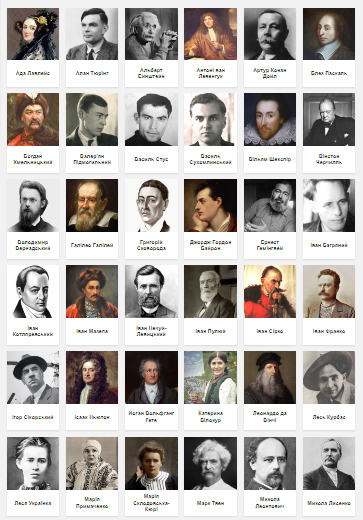 Ада Лавлейс
Алан Тюрінг
Альберт
Ейнштейн
Антоні ван
Левенгук
Артур Конан
Дойл
Блез Паскаль
Богдан
Хмельницький
Валер'ян
Підмогильний
Василь Стус
Василь
Сухомлинський
Вільям Шекспір
Вінстон
Черчилль
Володимир
Вернадський
Галілео Галілей
Григорій
Сковорода
Джордж Гордон
Байрон
Ернест
Гемінґвей
Іван Багряний
Іван
Котляревський
Іван Мазепа
Іван Нечуй-
Левицький
Іван Пулюй
Іван Сірко
Іван Франко
Ігор Сікорський
Ісаак Ньютон
Йоганн Вольфганг
Гете
Катерина
Білокур
Леонардо да
Вінчі
Лесь Курбас
Леся Українка
Марія
Примаченко
Марія
Склодовська-
Кюрі
Марк Твен
Микола
Леонтович
Микола Лисенко